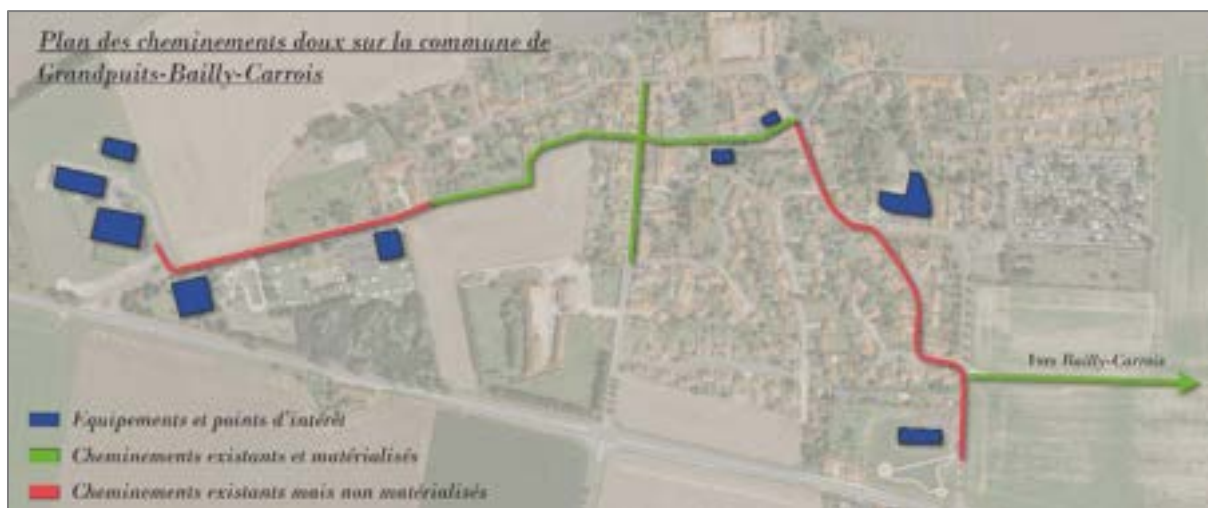 Plan des cheminements doux sur la commune de
Grandpuits-Bailly-Carrois
Vers Bailly-Carrois
Equipements et points d'intérêt
Cheminements existants et matérialisés
Cheminements existants mais non matérialisés